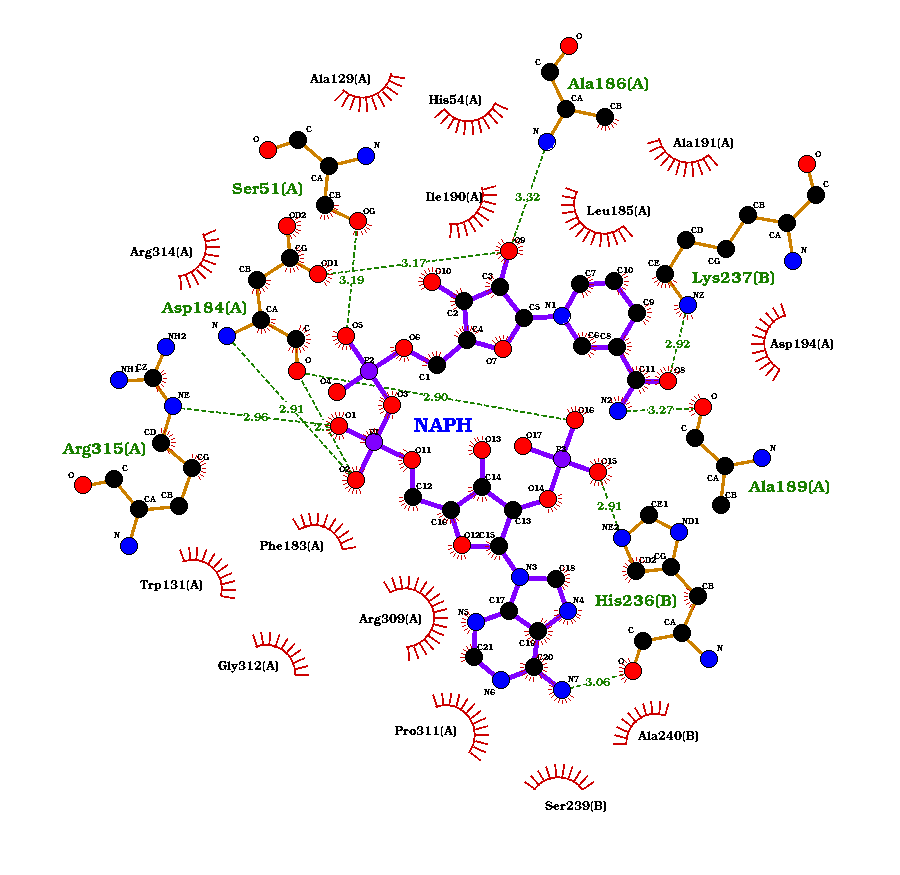 O
C
Ala186(A)
Ala129(A)
CA
CB
His54(A)
N
O
C
N
Ala191(A)
O
CA
Ser51(A)
C
CB
Ile190(A)
3.32
CB
OG
Leu185(A)
CA
OD2
CD
N
Arg314(A)
CG
O9
CG
OD1
3.17
CE
Lys237(B)
CB
3.19
O10
C3
C7
C10
NZ
Asp184(A)
C2
CA
C5
N1
C9
N
C
O5
C4
C6
C8
2.92
Asp194(A)
NH2
O6
O7
P2
C1
C11
O
O8
NH1
CZ
O4
2.90
N2
3.27
O
NE
2.96
2.91
O3
O16
O1
NAPH
C
CD
O17
Arg315(A)
O13
P3
N
O11
O15
CA
CG
C
O2
C14
Ala189(A)
O
O14
C12
CB
CA
CB
C16
C13
2.91
CE1
N
O12
C15
NE2
ND1
Phe183(A)
CD2
CG
N3
C18
Trp131(A)
CB
His236(B)
C17
N4
Arg309(A)
N5
CA
C19
C
C21
C20
N
Gly312(A)
O
N7
3.06
N6
Pro311(A)
Ala240(B)
Ser239(B)